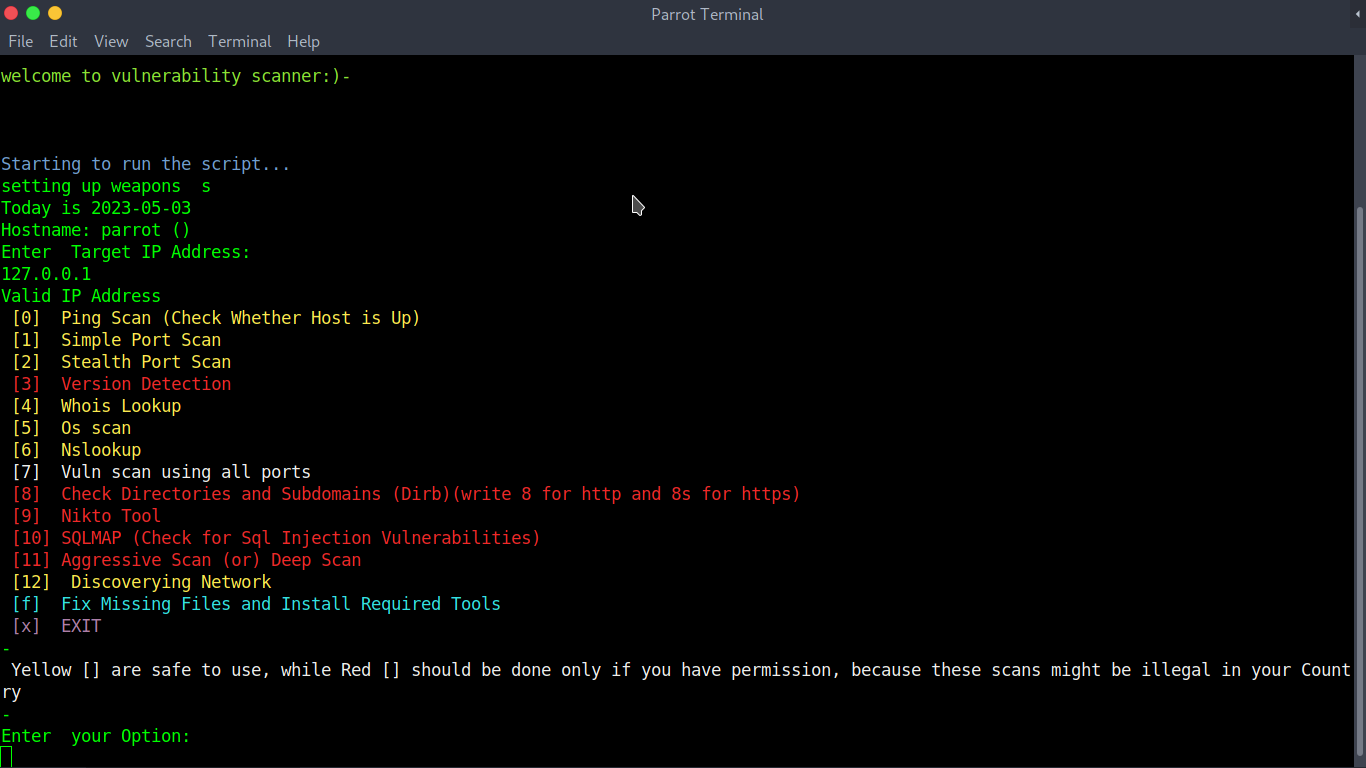 Parrot Terminal
File Edit View Search Terminal Help
welcome to vulnerability scanner:)-
Starting to run the script...
setting up weapons  s
Today is 2023-05-03
Hostname: parrot ()
Enter  Target IP Address:
127.0.0.1
Valid IP Address
[0]  Ping Scan (Check Whether Host is Up)
[1]  Simple Port Scan
[2]  Stealth Port Scan
[3]  Version Detection
[4]  Whois Lookup
[5]  Os scan
[6]  Nslookup
[7]  Vuln scan using all ports
[8]  Check Directories and Subdomains (Dirb)(write 8 for http and 8s for https)
[9]  Nikto Tool
[10] SQLMAP (Check for Sql Injection Vulnerabilities)
[11] Aggressive Scan (or) Deep Scan
[12]  Discoverying Network
[f]  Fix Missing Files and Install Required Tools
[x]  EXIT
-
Yellow [] are safe to use, while Red [] should be done only if you have permission, because these scans might be illegal in your Count
ry
-
Enter  your Option: